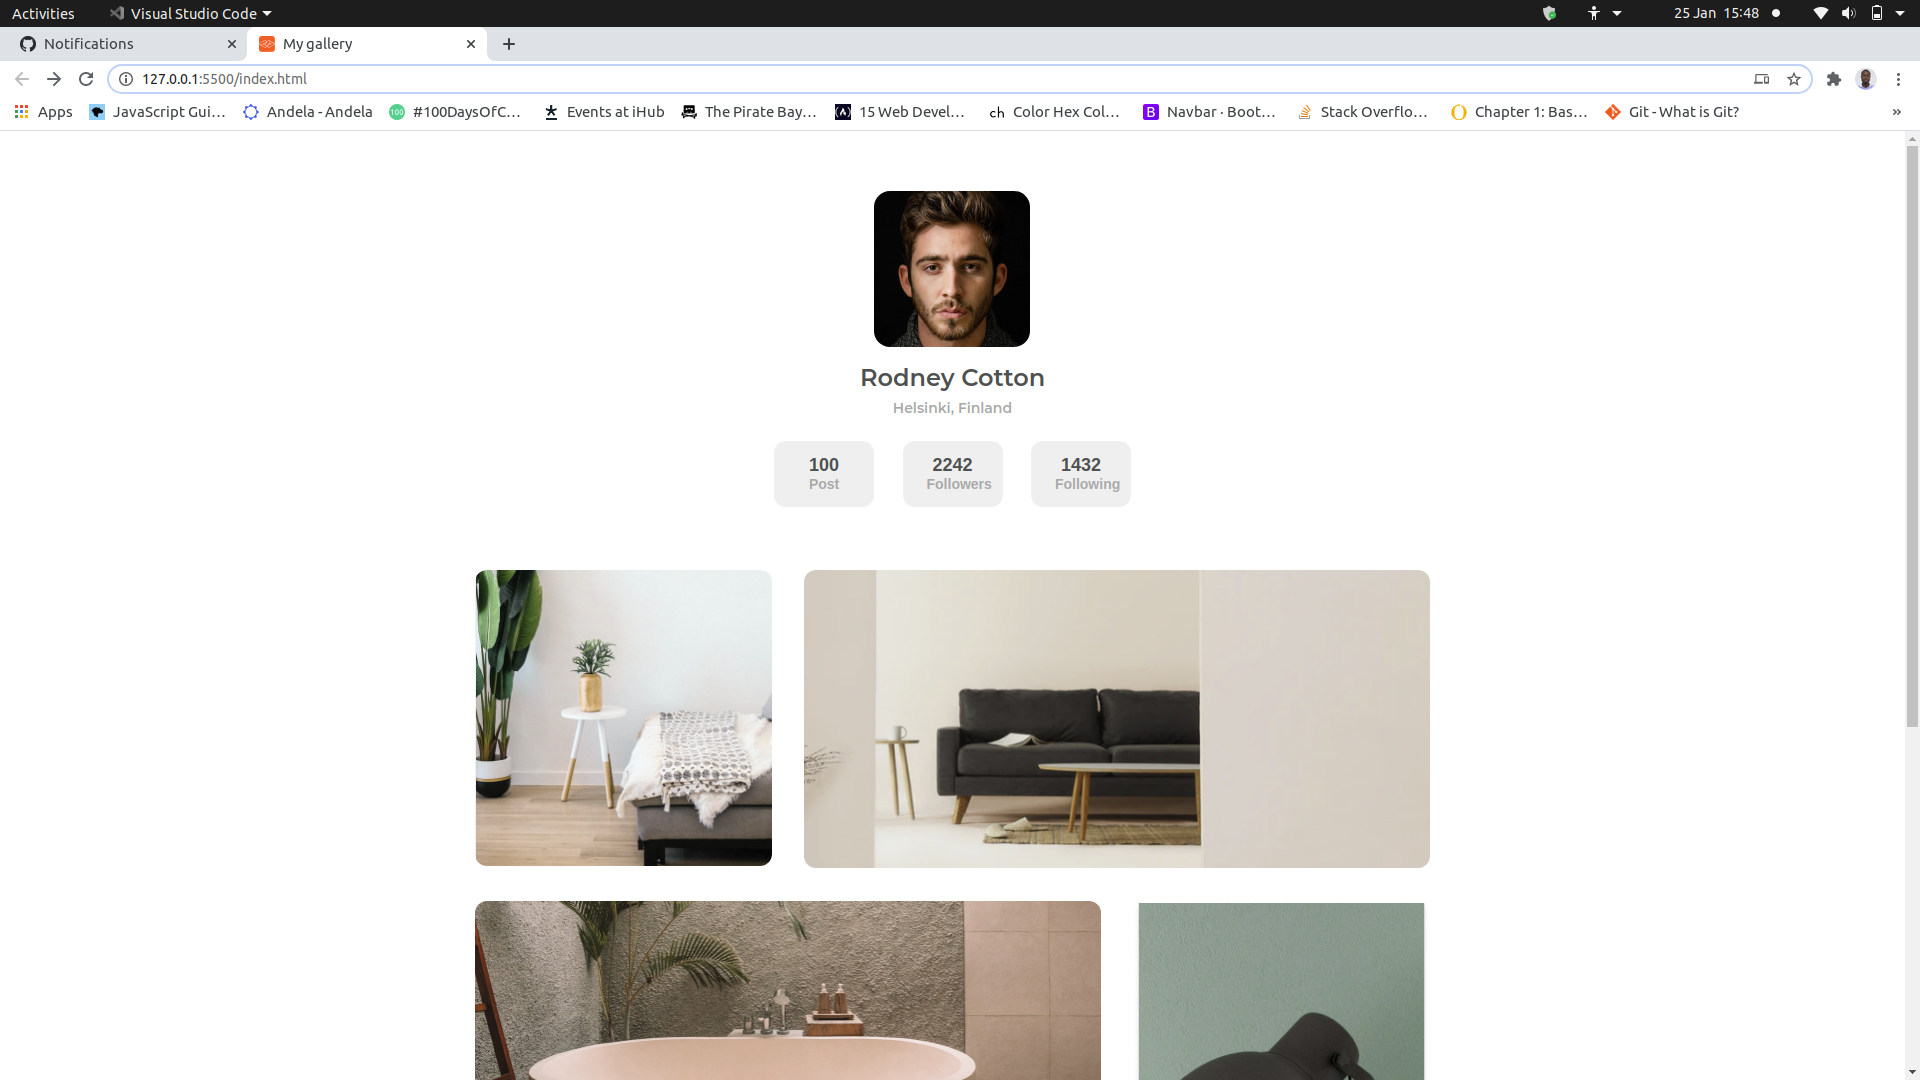 Activities Visual Studio Code 25 Jan 15:48
Notifications My gallery
127.0.0.1:5500/index.html
Apps JavaScript Gui... Andela - Andela 100 #100DaysOfC... Events at iHub The Pirate Bay... 15 Web Devel... ch Color Hex Col... B Navbar · Boot... Stack Overflo... Chapter 1: Bas... Git - What is Git? »
Rodney Cotton
Helsinki, Finland
100 2242 1432
Post Followers Following